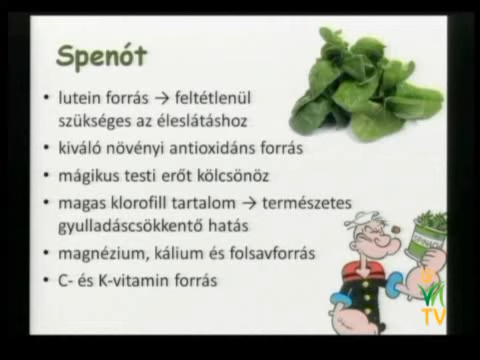 Spenót
• lutein forrás → feltétlenül
szükséges az éleslátáshoz
• kiváló növényi antioxidáns forrás
• mágikus testi erőt kölcsönöz
• magas klorofill tartalom → természetes
gyulladáscsökkentő hatás
• magnézium, kálium és folsavforrás
• C- és K-vitamin forrás
TV